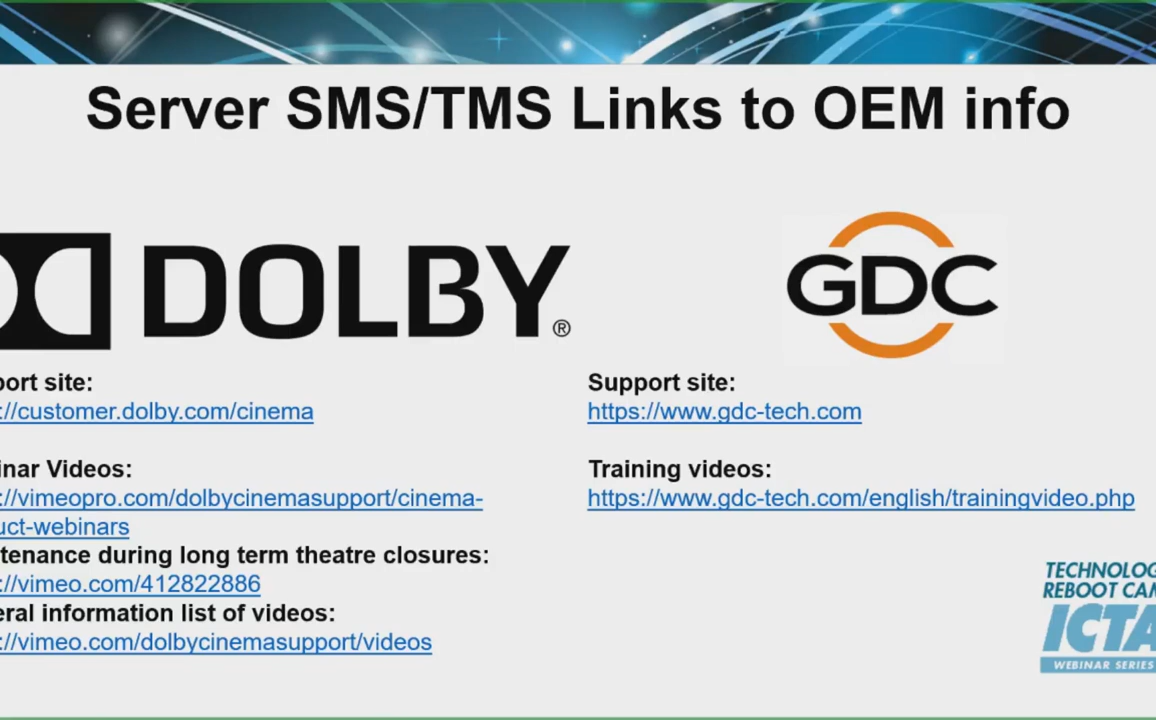 Server SMS/TMS Links to OEM info
DOLBY®
GDC
port site:
://customer.dolby.com/cinema
inar Videos:
://vimeopro.com/dolbycinemasupport/cinema-
uct-webinars
tenance during long term theatre closures:
://vimeo.com/412822886
eral information list of videos:
://vimeo.com/dolbycinemasupport/videos
Support site:
https://www.gdc-tech.com
Training videos:
https://www.gdc-tech.com/english/trainingvideo.php
TECHNOLOG
REBOOT CAM
ICTA
WEBINAR SERIES